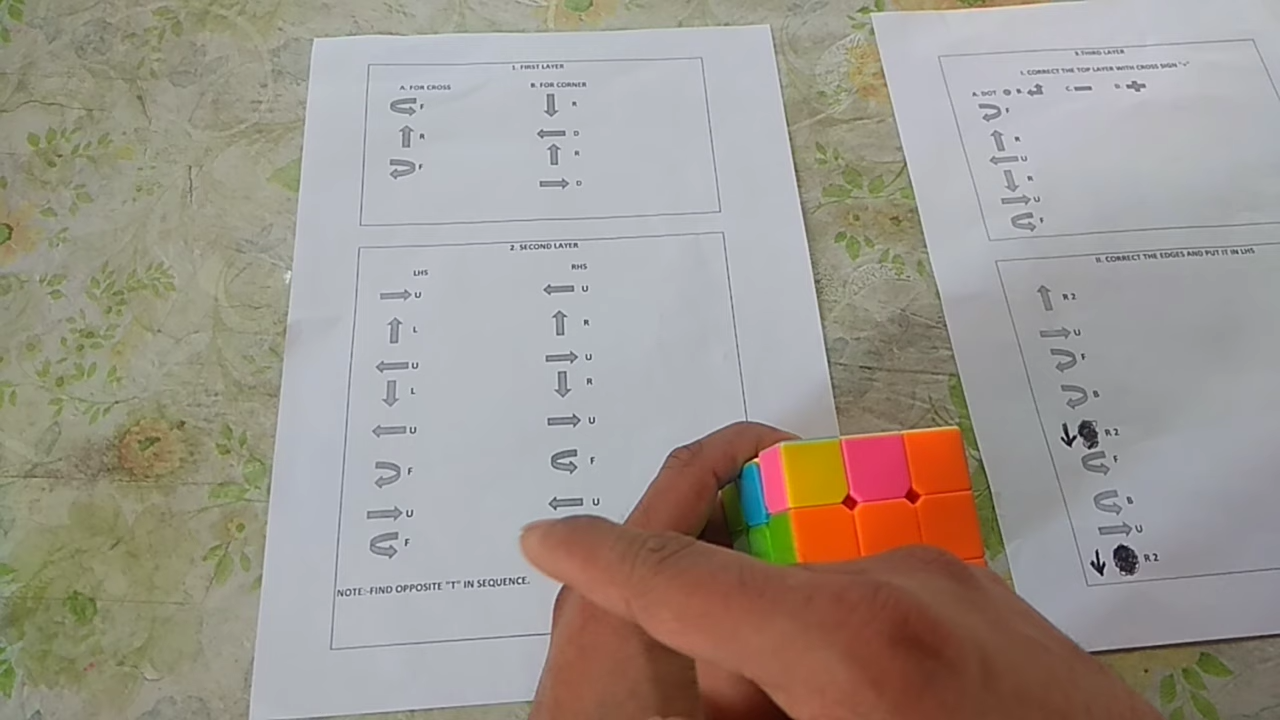 1. FIRST LAYER
A. FOR CROSS B. FOR CORNER
F R
R D
F R
D
2. SECOND LAYER
LHS RHS
U U
L R
U U
L R
U U
F F
U U
F
NOTE:-FIND OPPOSITE "T" IN SEQUENCE.
3.THIRD LAYER
I. CORRECT THE TOP LAYER WITH CROSS SIGN "+"
A. DOT B. C. D.
F
R
U
R
U
F
II. CORRECT THE EDGES AND PUT IT IN LHS
R 2
U
F
B
R 2
F
B
U
R 2